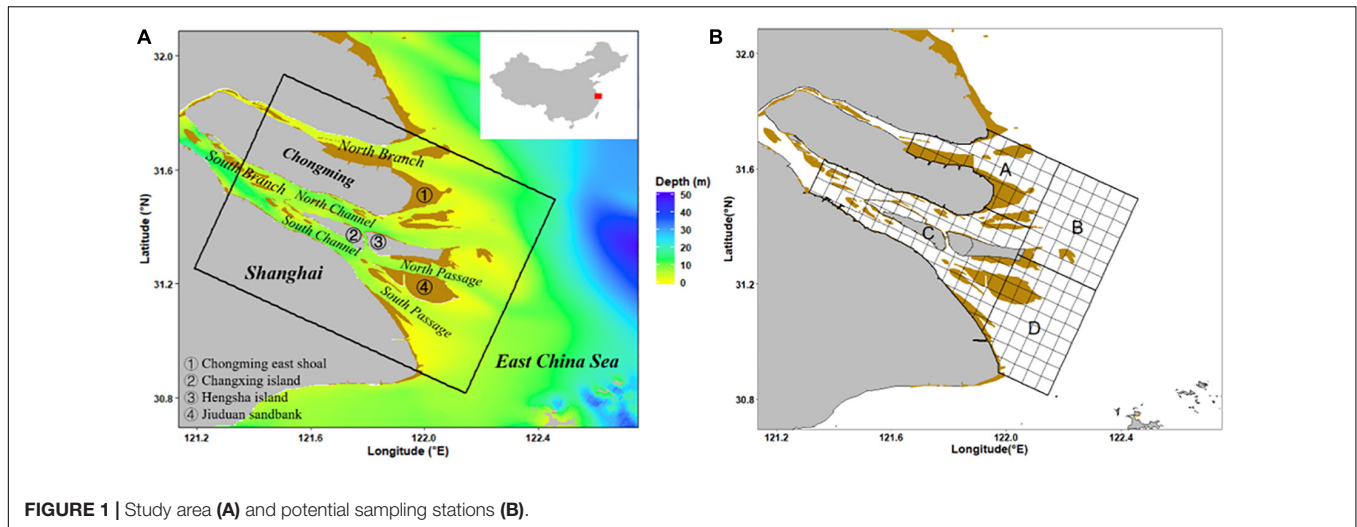 A
B
32.0
31.6
31.2
30.8
Latitude (°N)
121.2
121.6
122.0
122.4
Longitude (°E)
North Branch
Chongming
South Branch
North Channel
South Channel
①
②
③
④
Shanghai
North Passage
South Passage
East China Sea
① Chongming east shoal
② Changxing island
③ Hengsha island
④ Jiuduan sandbank
Depth (m)
50
40
30
20
10
0
32.0
31.6
31.2
30.8
Latitude(°N)
121.2
121.6
122.0
122.4
Longitude(°E)
A
B
C
D
FIGURE 1 | Study area (A) and potential sampling stations (B).